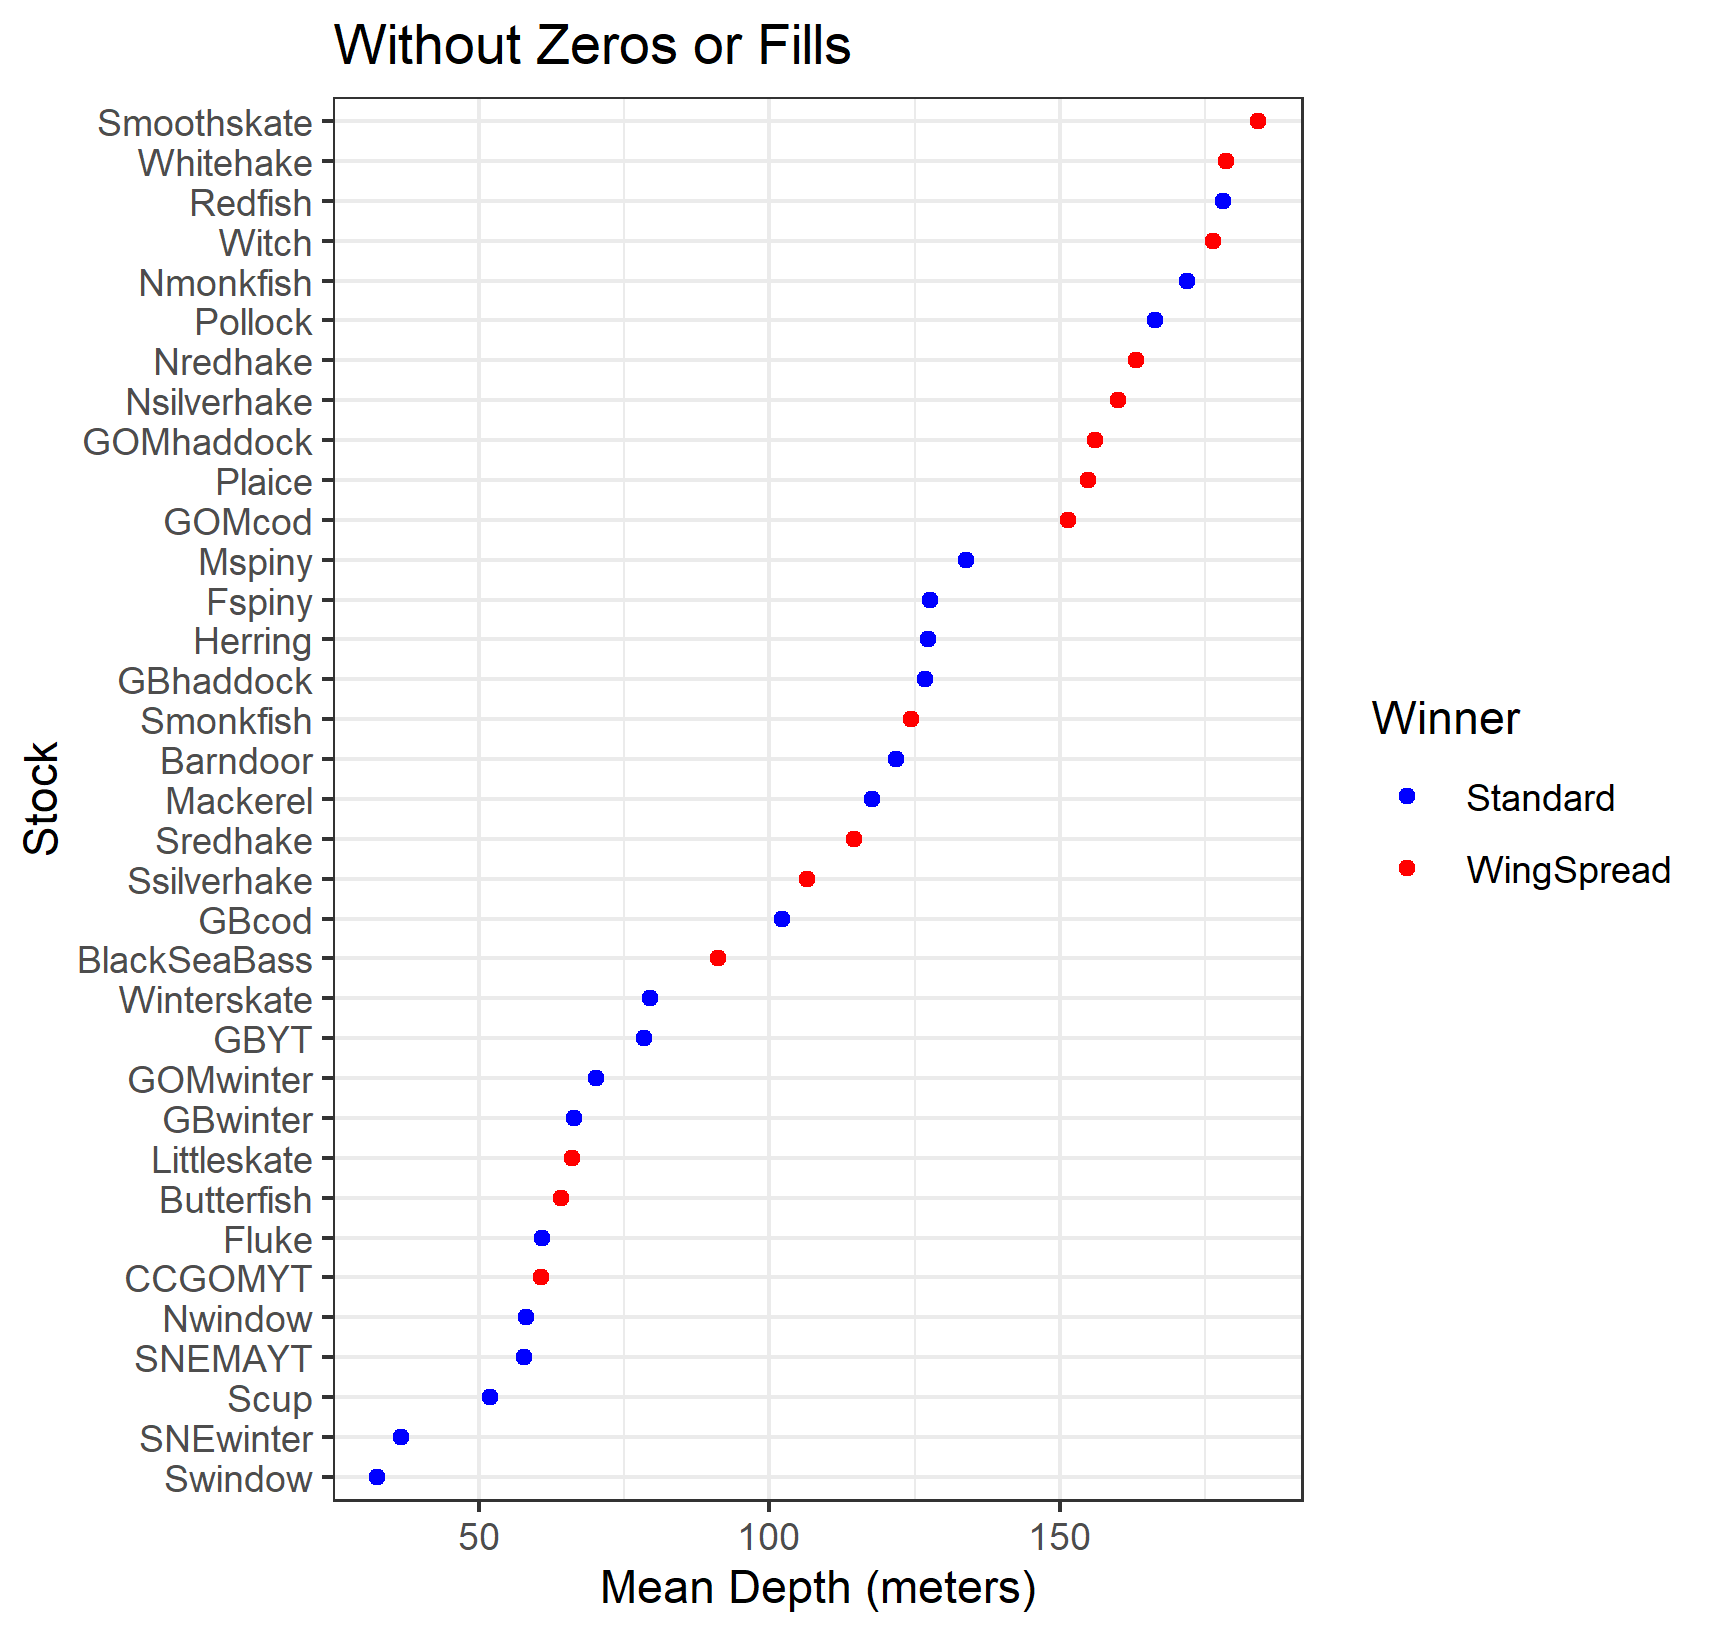 Without Zeros or Fills
Smoothskate
Whitehake
Redfish
Witch
Nmonkfish
Pollock
Nredhake
Nsilverhake
GOMhaddock
Plaice
GOMcod
Mspiny
Fspiny
Herring
GBhaddock
Smonkfish
Barndoor
Mackerel
Sredhake
Ssilverhake
GBcod
BlackSeaBass
Winterskate
GBYT
GOMwinter
GBwinter
Littleskate
Butterfish
Fluke
CCGOMYT
Nwindow
SNEMAYT
Scup
SNEwinter
Swindow
Stock
50 100 150
Mean Depth (meters)
Winner
Standard
WingSpread